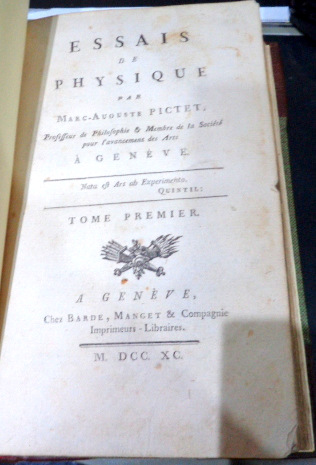 ESSAIS
DE
PHYSIQUE
PAR
MARC-AUGUSTE PICTET,
Professeur de Philosophie & Membre de la Société
pour l'avancement des Arts
À GENÈVE.
Nata est Ars ab Experimento.
QUINTIL:
TOME PREMIER.
A GENÈVE,
Chez BARDE, MANGET & Compagnie
Imprimeurs-Libraires.
M. DCC. XC.